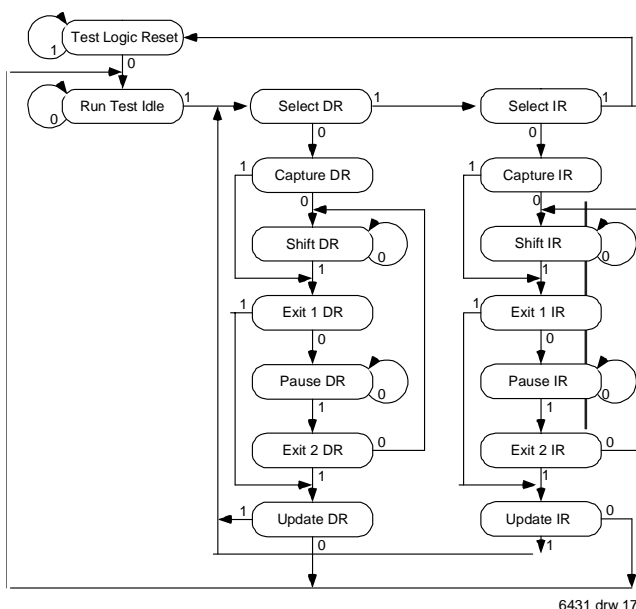 Test Logic Reset
1
0
Run Test Idle
0
1
Select DR
1
Select IR
1
0
0
1
Capture DR
1
Capture IR
0
0
Shift DR
0
Shift IR
0
1
1
1
Exit 1 DR
1
Exit 1 IR
0
0
Pause DR
0
Pause IR
0
1
1
Exit 2 DR
0
Exit 2 IR
0
1
1
1
Update DR
Update IR
0
0
1
6431 drw 17